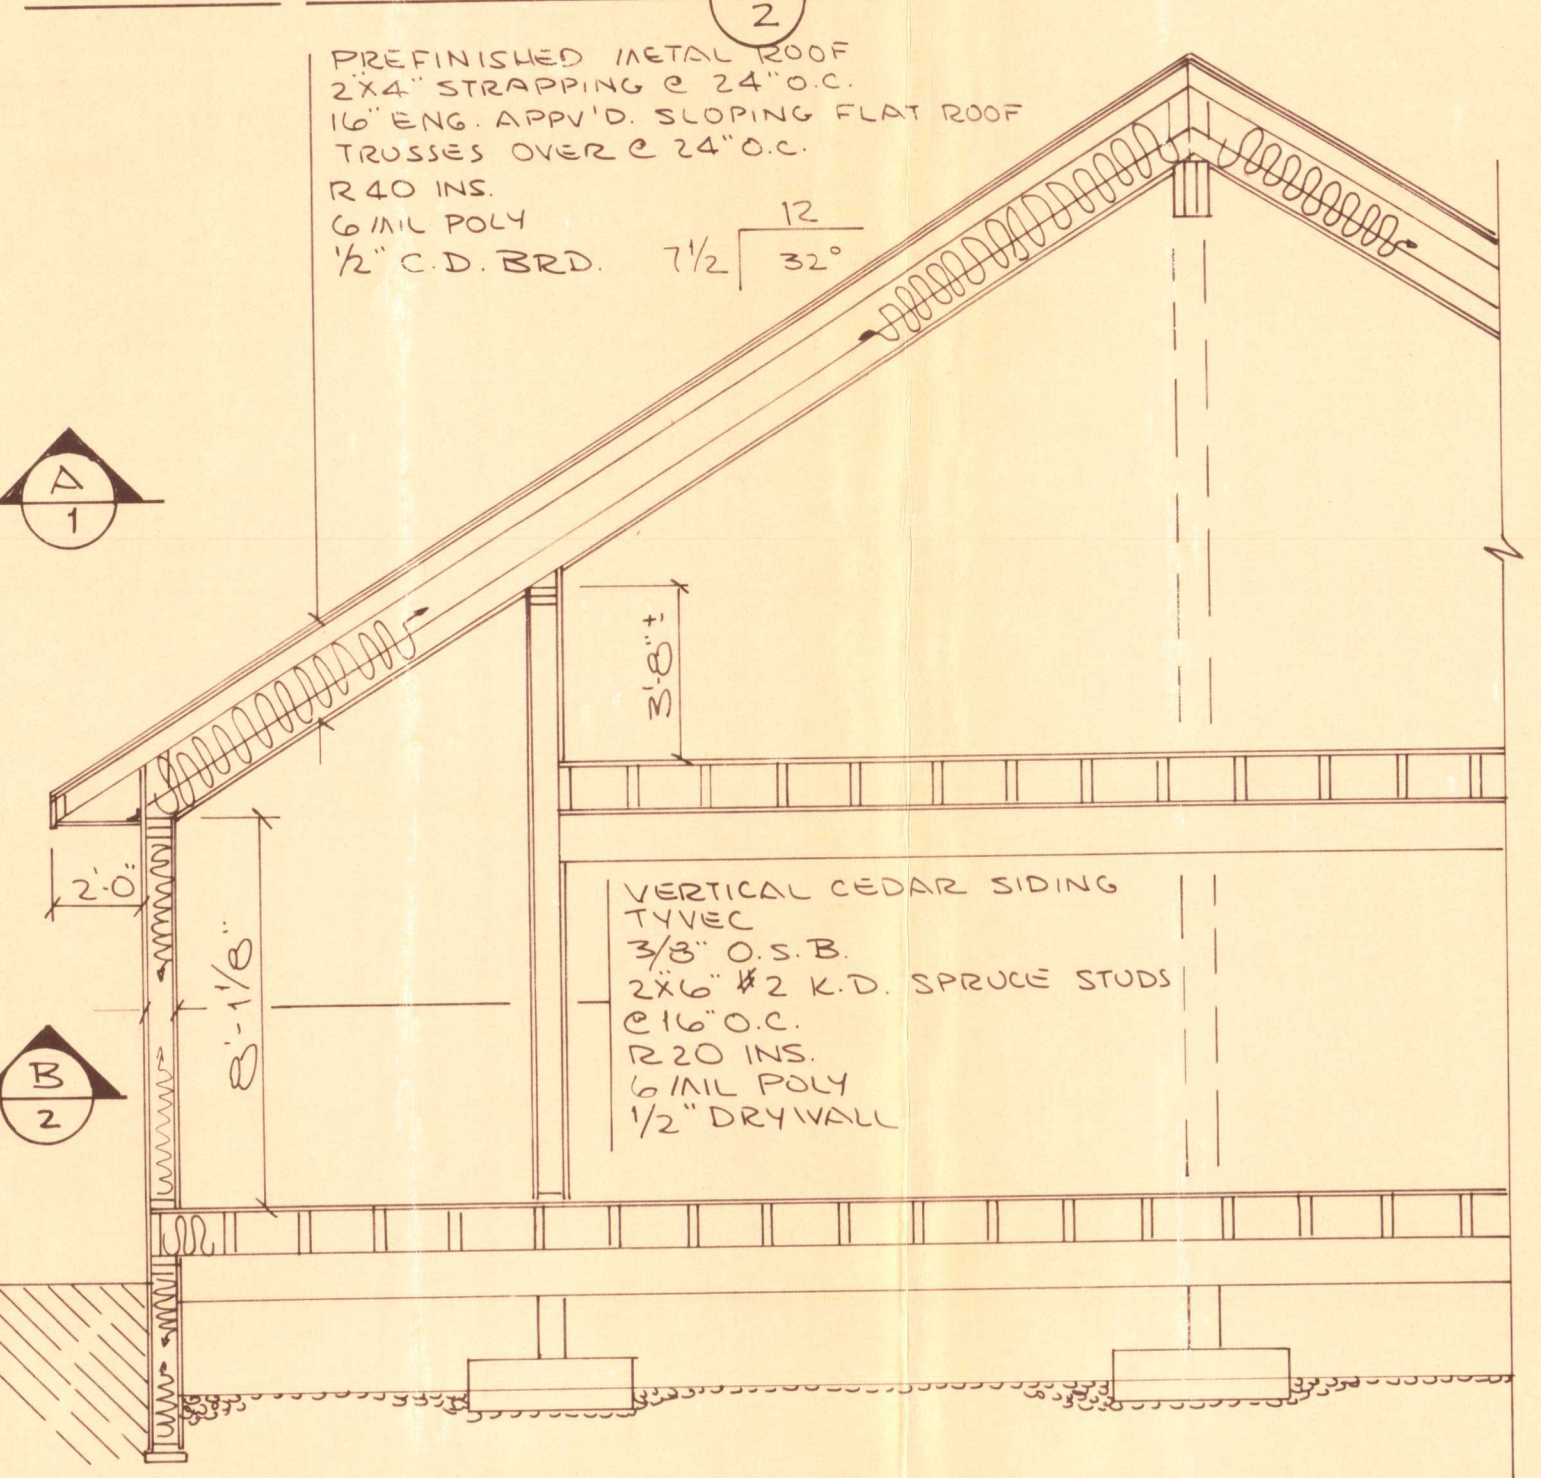 2
PREFINISHED METAL ROOF
2"X4" STRAPPING @ 24" O.C.
16" ENG. APPV'D. SLOPING FLAT ROOF
TRUSSES OVER @ 24" O.C.
R40 INS.
6 MIL POLY
1/2" C.D. BRD.
12
7 1/2
32°
A
1
3'-8"±
2'-0"
8'-1 1/8"
VERTICAL CEDAR SIDING
TYVEC
3/8" O.S.B.
2"X6" #2 K.D. SPRUCE STUDS
@ 16" O.C.
R20 INS.
6 MIL POLY
1/2" DRYWALL
B
2